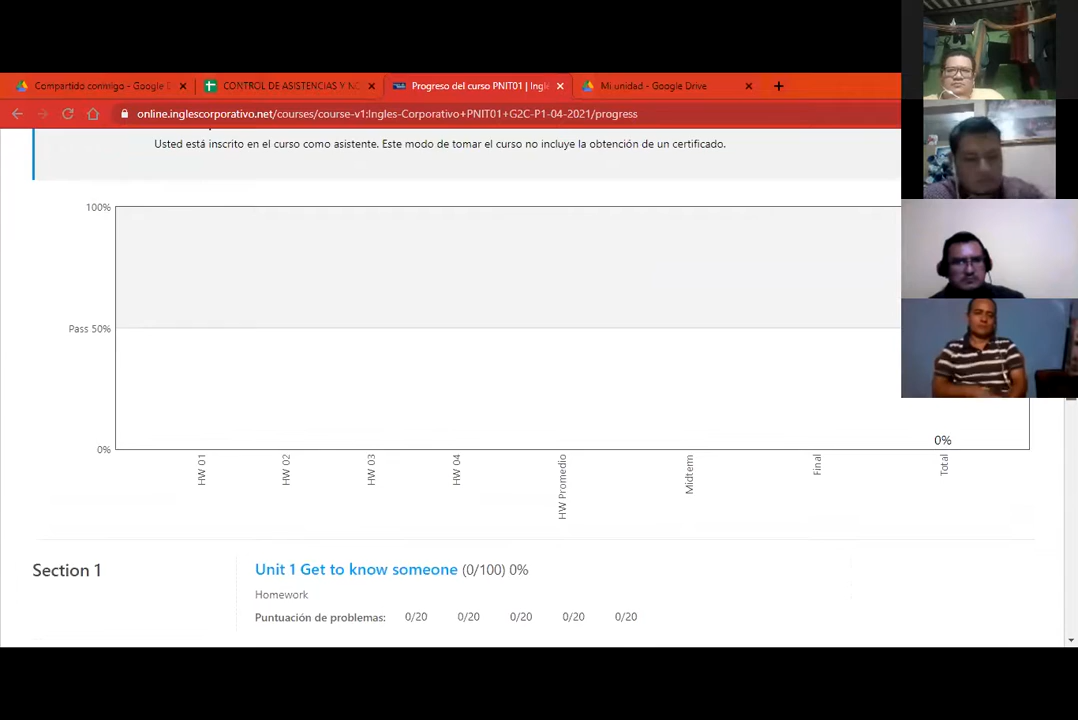 Compartido conmigo - Google D
CONTROL DE ASISTENCIAS Y NO
Progreso del curso PNIT01 | Ingl
Mi unidad - Google Drive
online.inglescorporativo.net/courses/course-v1:Ingles-Corporativo+PNIT01+G2C-P1-04-2021/progress
Usted está inscrito en el curso como asistente. Este modo de tomar el curso no incluye la obtención de un certificado.
100%
Pass 50%
0%
0%
HW 01
HW 02
HW 03
HW 04
HW Promedio
Midterm
Final
Total
Section 1
Unit 1 Get to know someone (0/100) 0%
Homework
Puntuación de problemas: 0/20 0/20 0/20 0/20 0/20